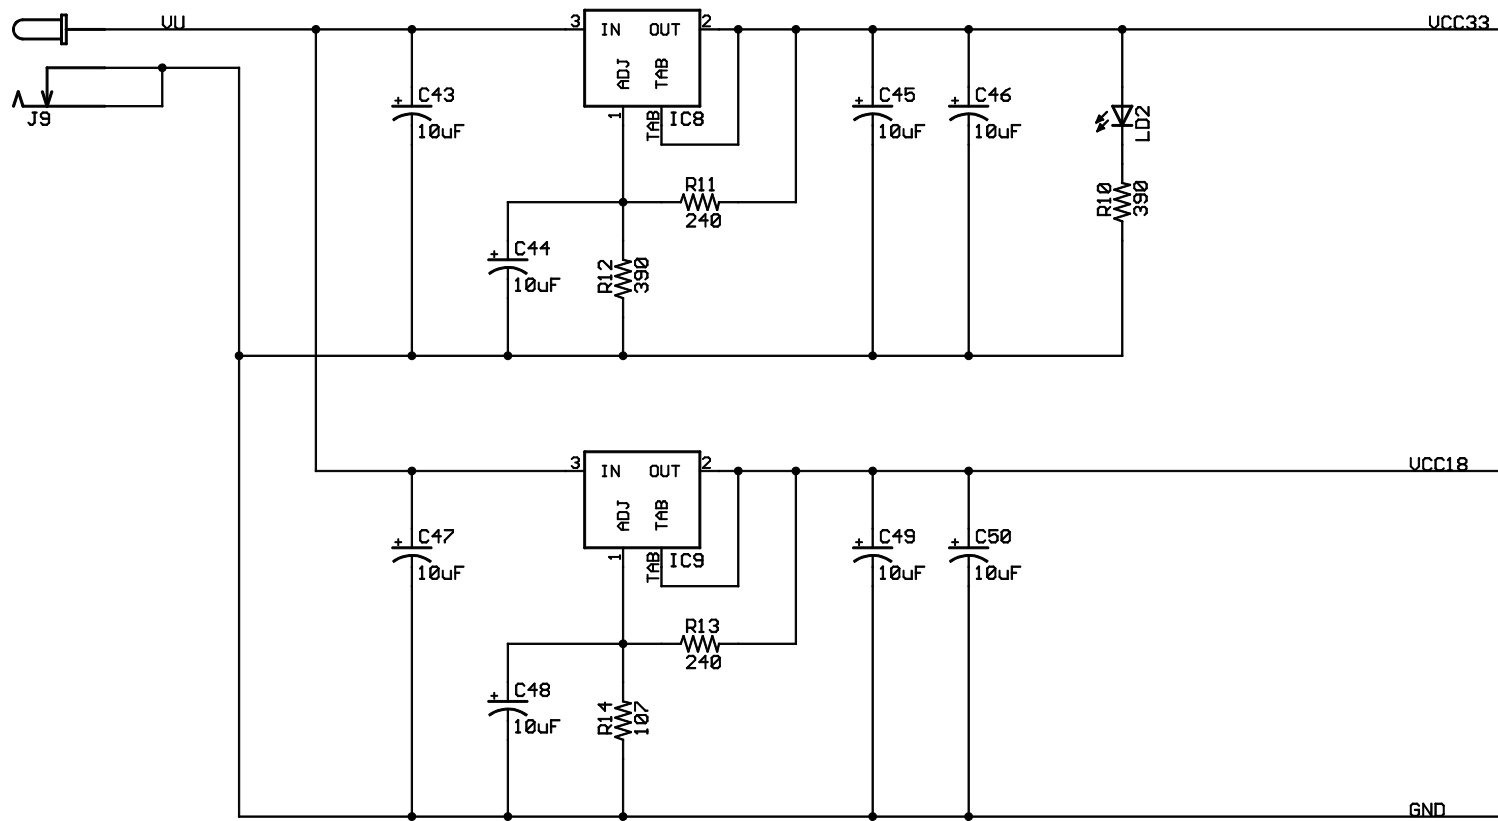 VU
3
IN
OUT
2
VCC33
ADJ
TAB
1
TAB
IC8
J9
+
C43
10uF
+
C45
10uF
+
C46
10uF
LD2
R11
240
R10
390
+
C44
10uF
R12
390
3
IN
OUT
2
VCC18
ADJ
TAB
1
TAB
IC9
+
C47
10uF
+
C49
10uF
+
C50
10uF
R13
240
+
C48
10uF
R14
107
GND